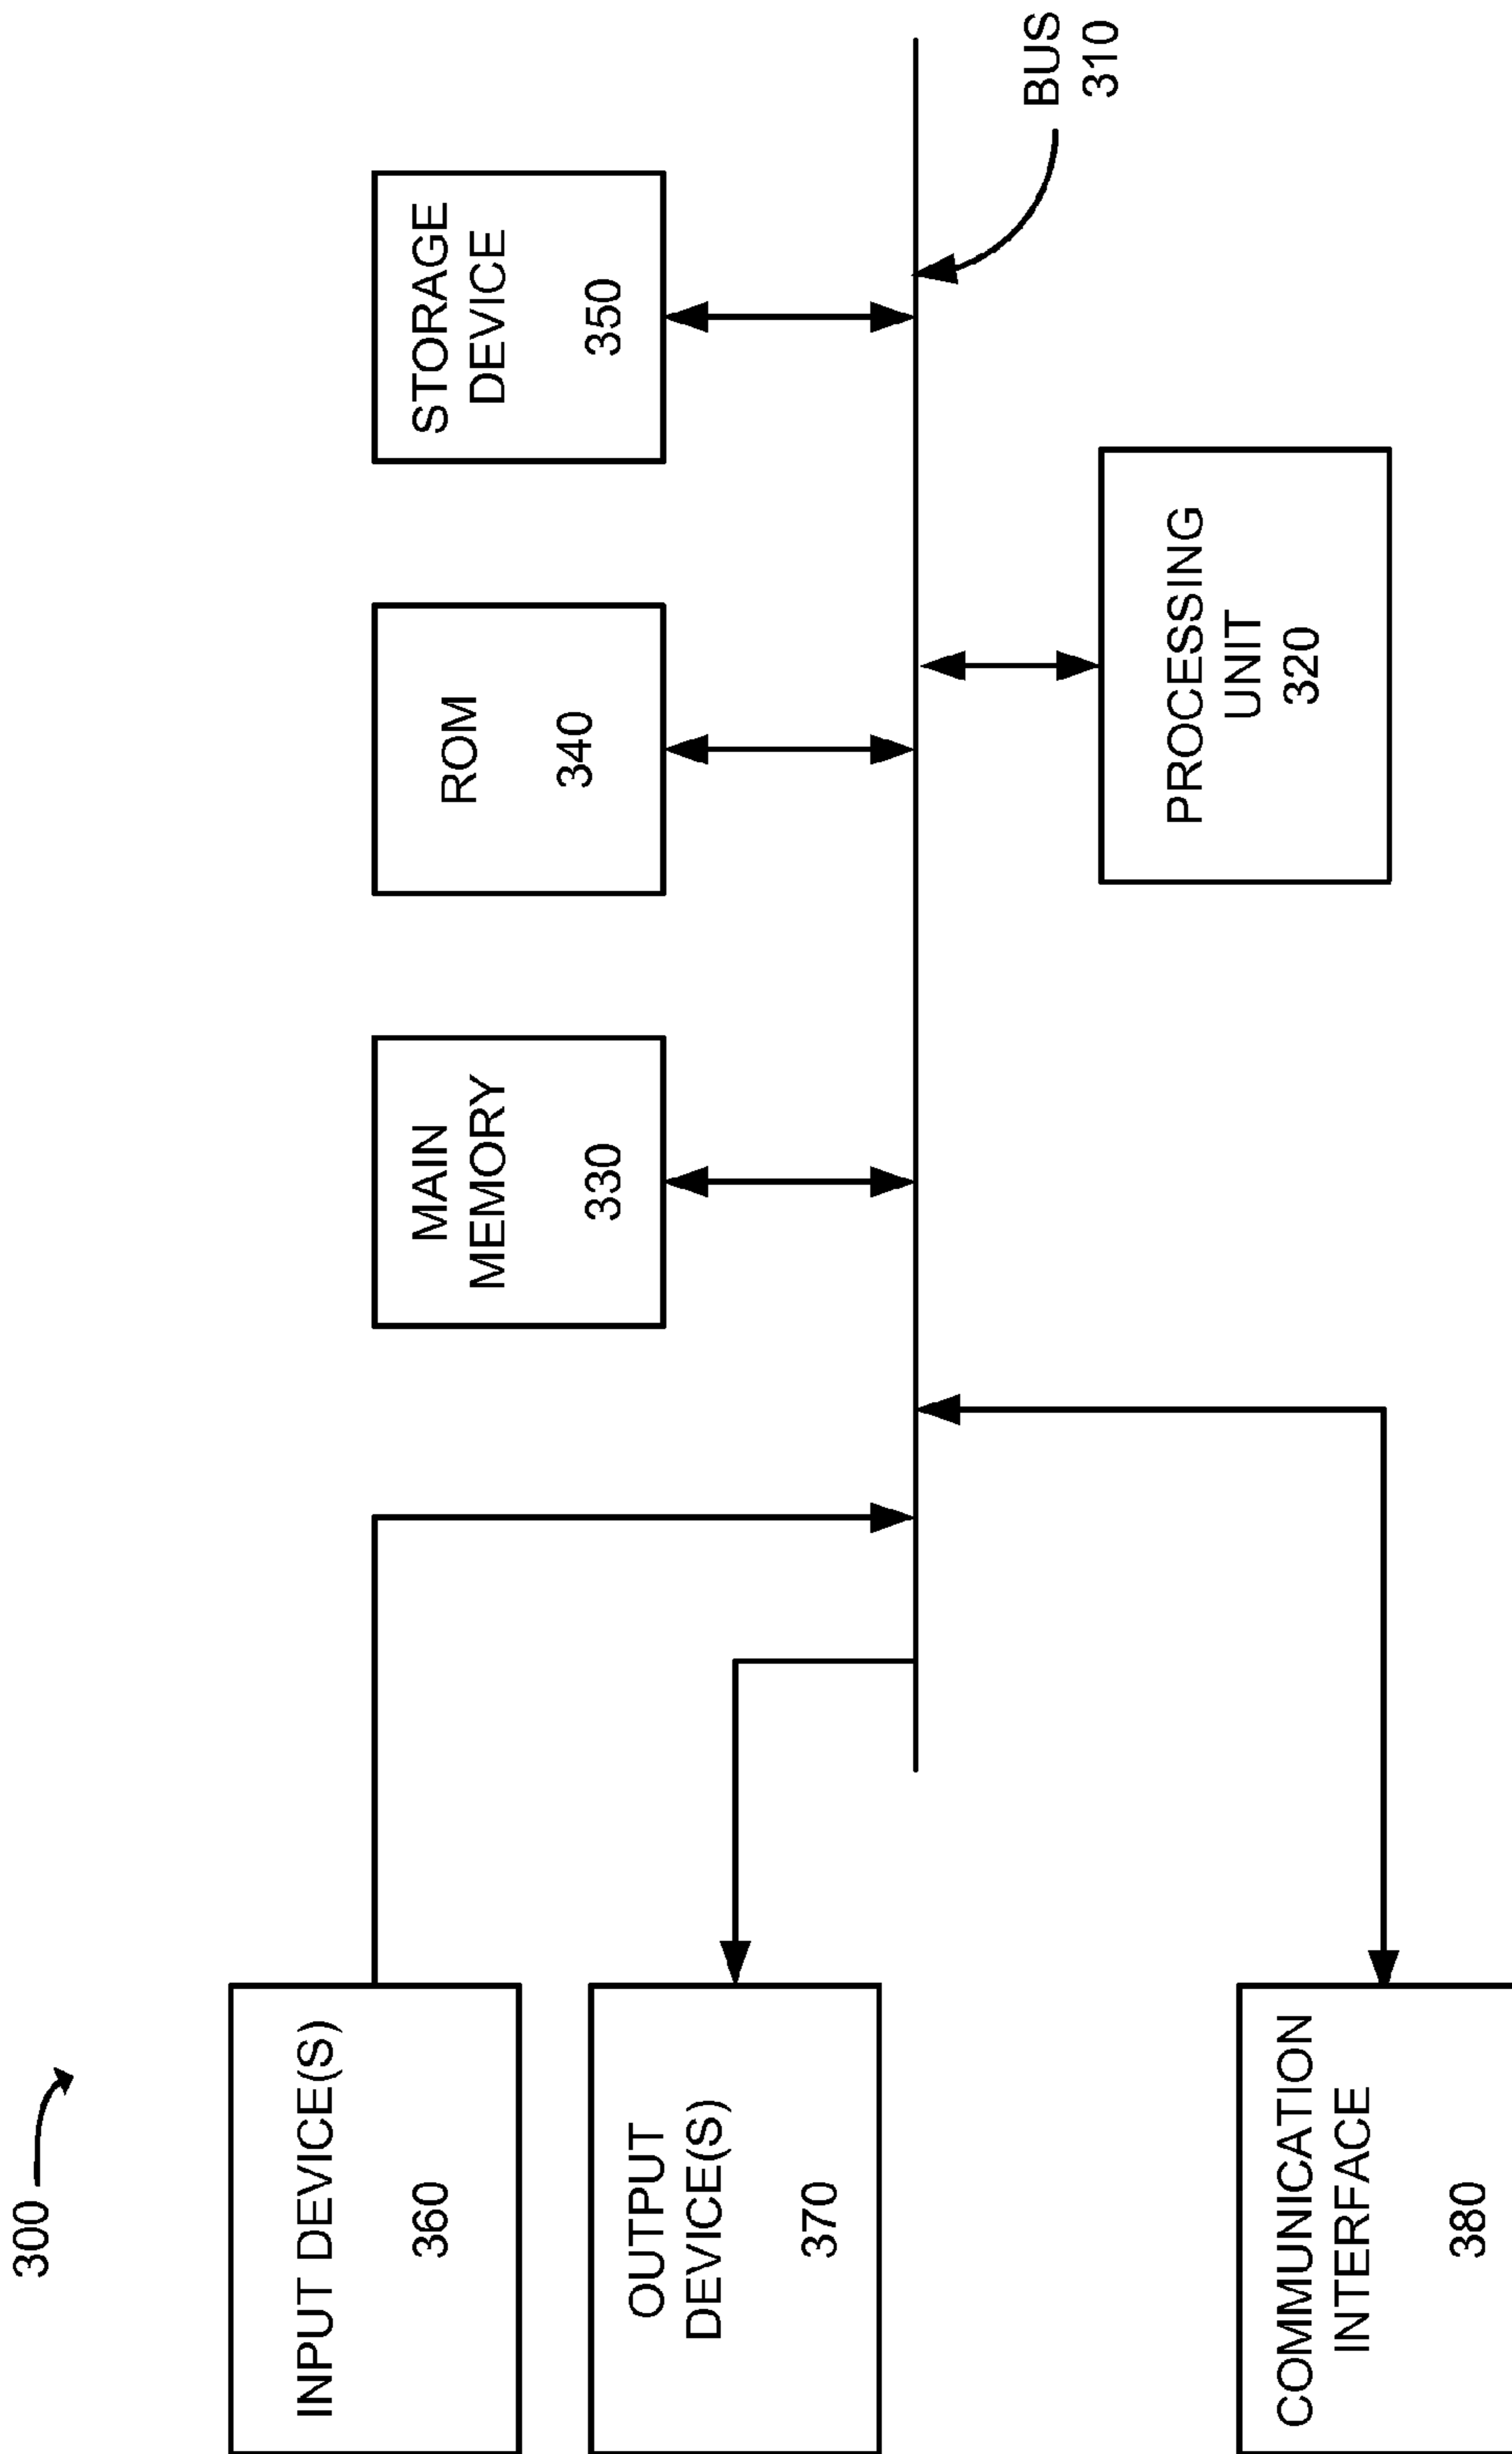 300
INPUT DEVICE(S)
360
OUTPUT
DEVICE(S)
370
COMMUNICATION
INTERFACE
380
MAIN
MEMORY
330
ROM
340
STORAGE
DEVICE
350
PROCESSING
UNIT
320
BUS
310